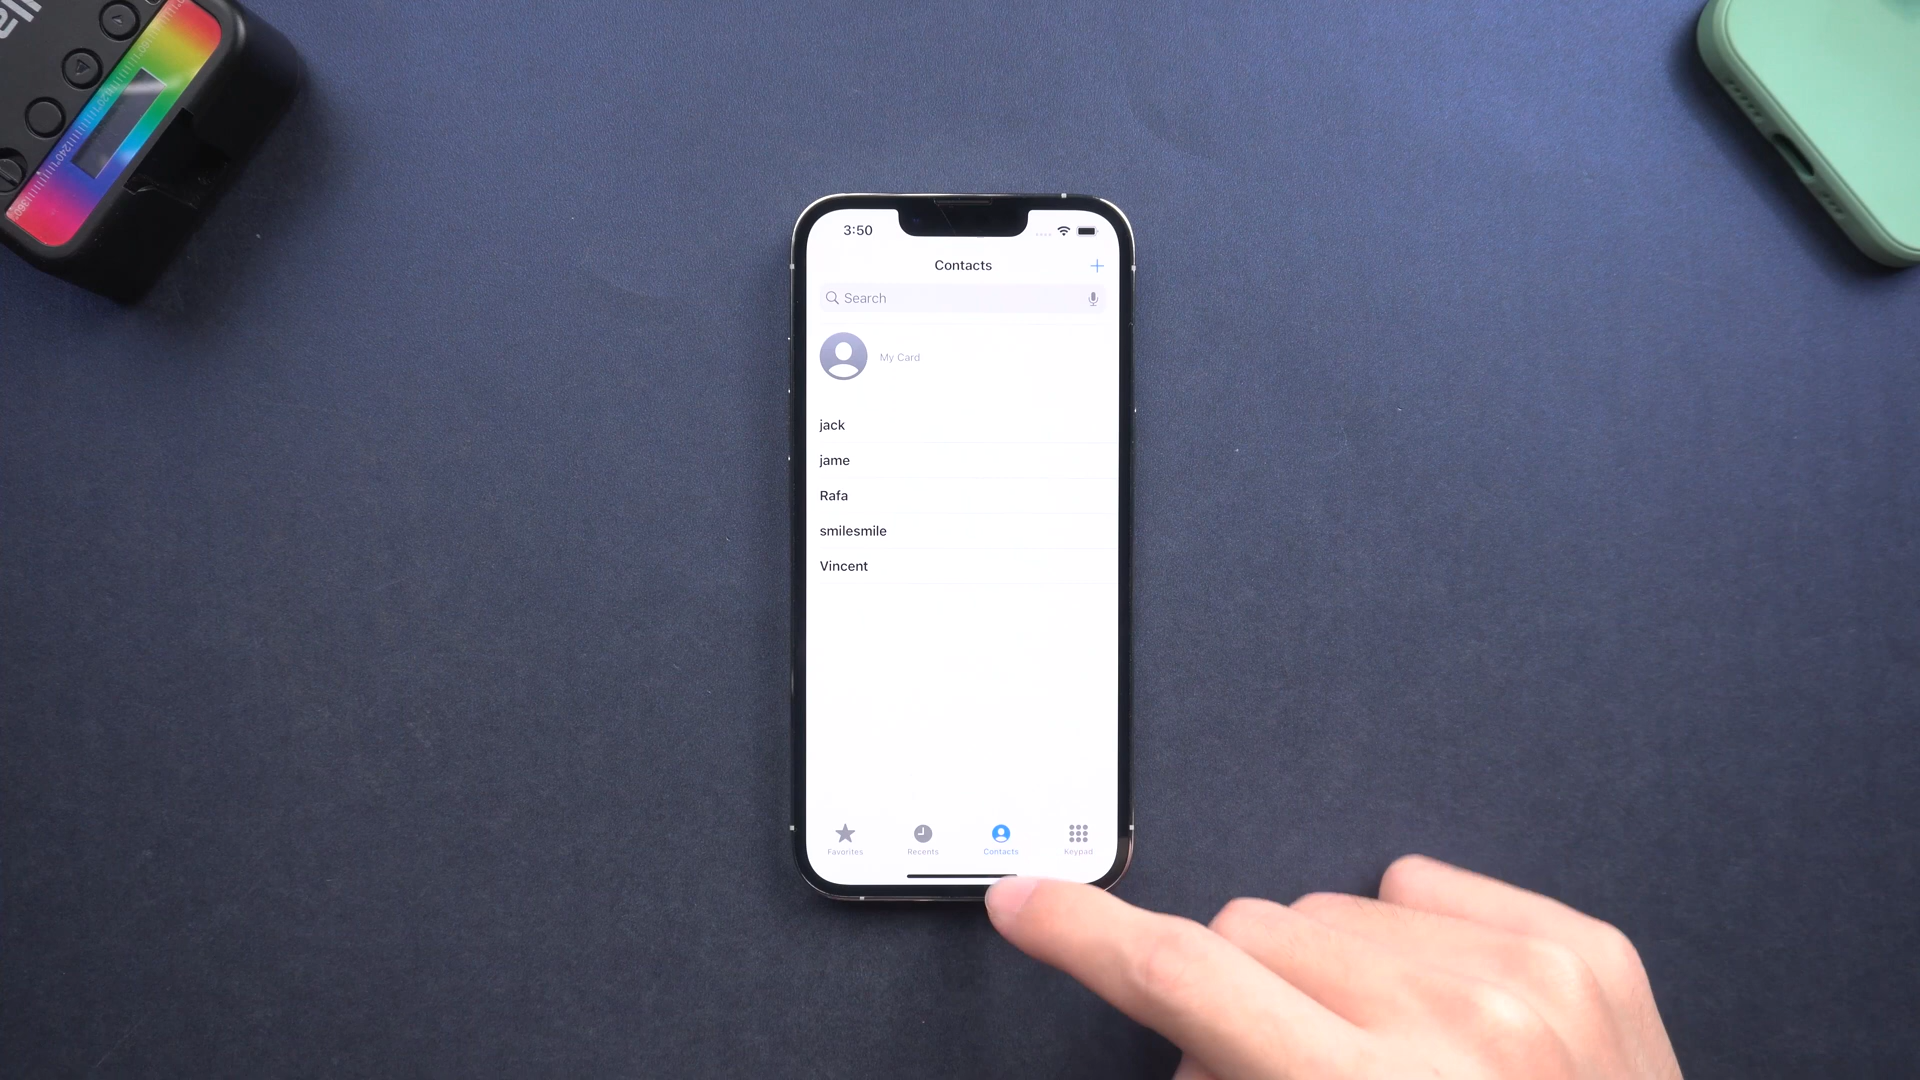 3:50
Contacts
Search
My Card
jack
jame
Rafa
smilesmile
Vincent
Favorites
Recents
Contacts
Keypad